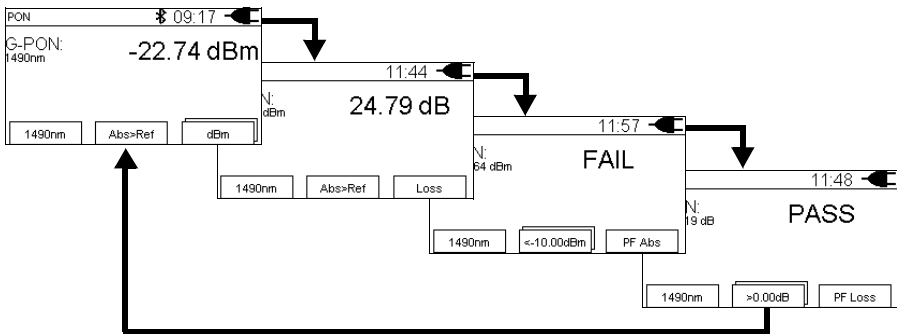 PON 09:17
G-PON:
1490nm
-22.74 dBm
1490nm Abs>Ref dBm
11:44
N:
dBm
24.79 dB
1490nm Abs>Ref Loss
11:57
N:
64 dBm
FAIL
1490nm <-10.00dBm PF Abs
11:48
N:
19 dB
PASS
1490nm >0.00dB PF Loss